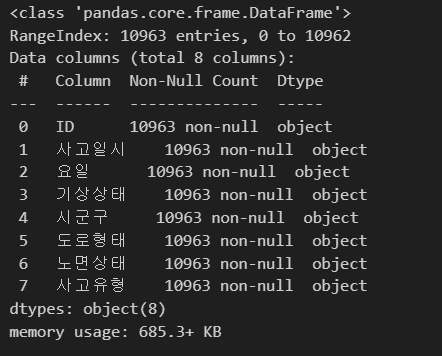 <class 'pandas.core.frame.DataFrame'>
RangeIndex: 10963 entries, 0 to 10962
Data columns (total 8 columns):
 #   Column  Non-Null Count  Dtype
---  ------  --------------  -----
 0   ID      10963 non-null  object
 1   사고일시    10963 non-null  object
 2   요일      10963 non-null  object
 3   기상상태    10963 non-null  object
 4   시군구     10963 non-null  object
 5   도로형태    10963 non-null  object
 6   노면상태    10963 non-null  object
 7   사고유형    10963 non-null  object
dtypes: object(8)
memory usage: 685.3+ KB